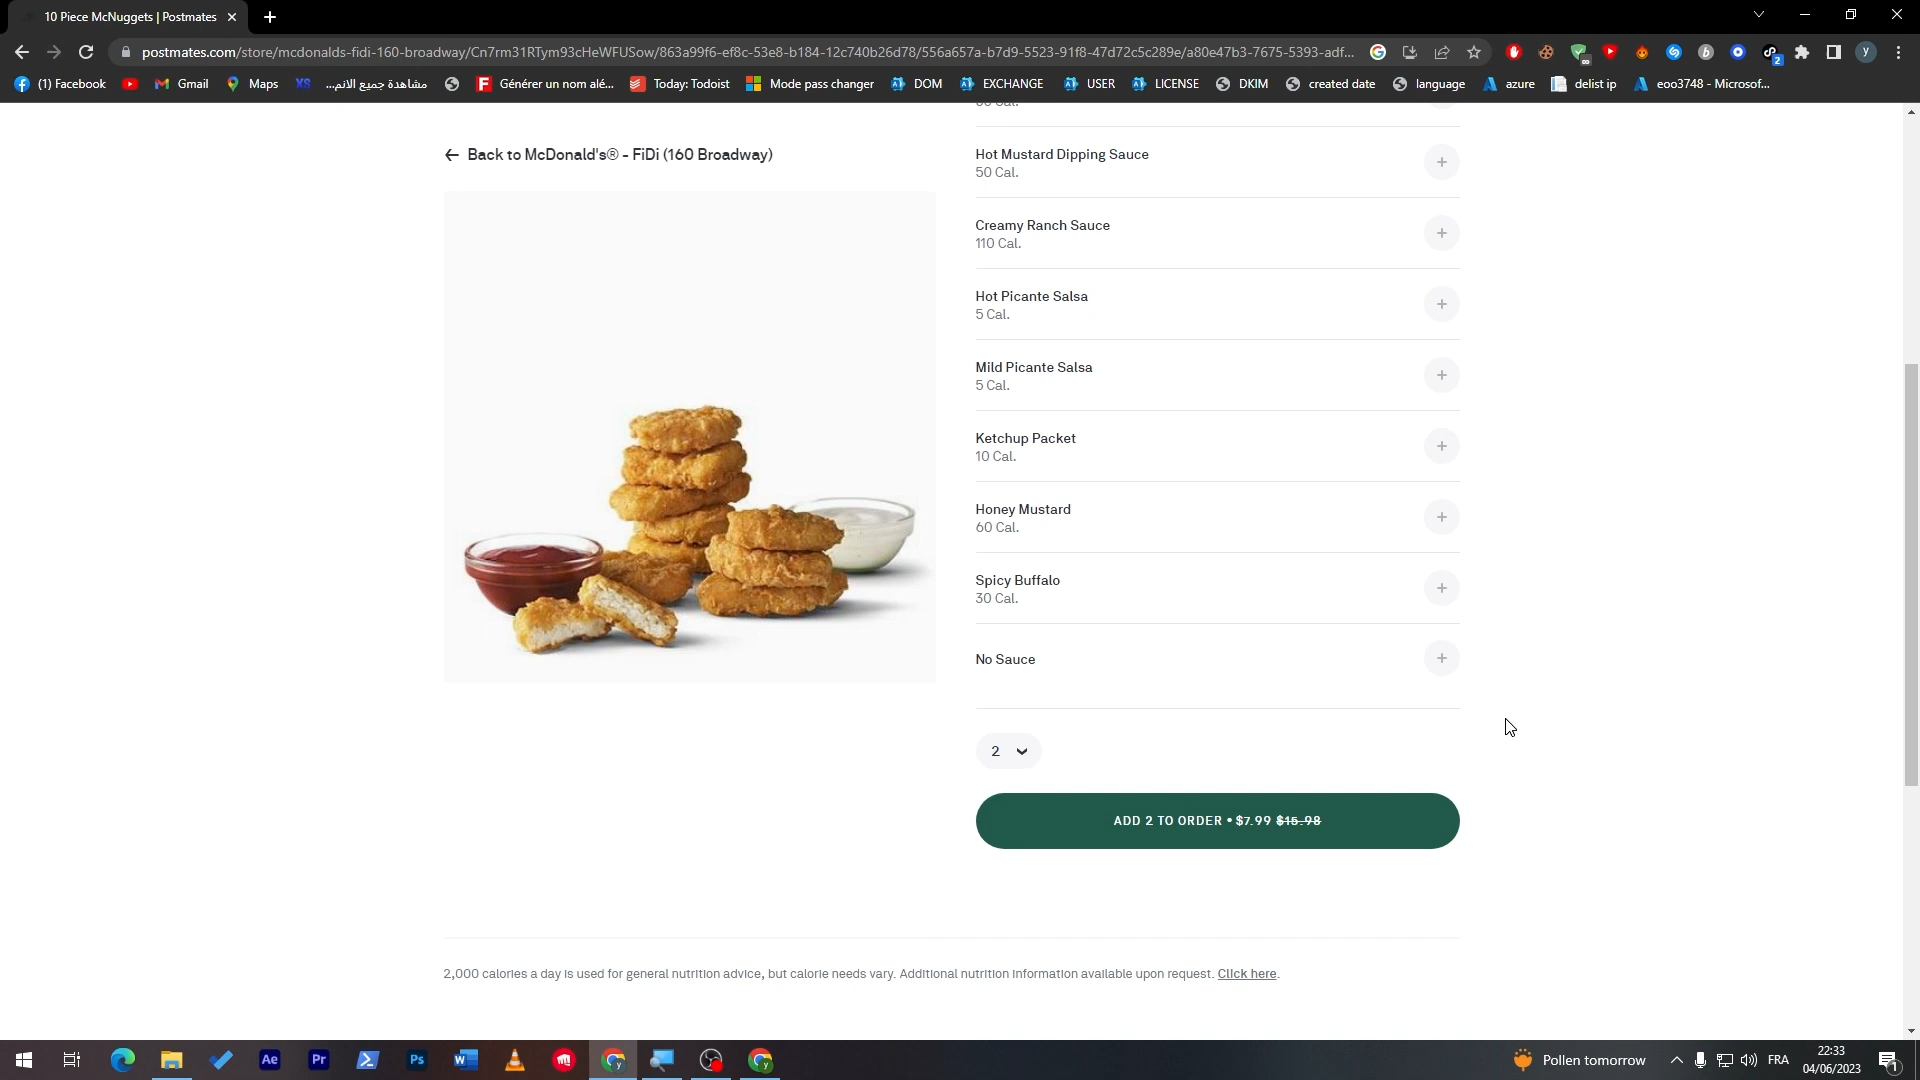 10 Piece McNuggets | Postmates
postmates.com/store/mcdonalds-fidi-160-broadway/Cn7rm31RTym93cHeWFUSow/863a99f6-ef8c-53e8-b184-12c740b26d78/556a657a-b7d9-5523-91f8-47d72c5c289e/a80e47b3-7675-5393-adf...
(1) Facebook Gmail Maps XS مشاهدة جميع الانم... Générer un nom alé... Today: Todoist Mode pass changer DOM EXCHANGE USER LICENSE DKIM created date language azure delist ip eoo3748 - Microsof...
← Back to McDonald's® - FiDi (160 Broadway)
Hot Mustard Dipping Sauce
50 Cal.
Creamy Ranch Sauce
110 Cal.
Hot Picante Salsa
5 Cal.
Mild Picante Salsa
5 Cal.
Ketchup Packet
10 Cal.
Honey Mustard
60 Cal.
Spicy Buffalo
30 Cal.
No Sauce
2
ADD 2 TO ORDER • $7.99 $15.98
2,000 calories a day is used for general nutrition advice, but calorie needs vary. Additional nutrition information available upon request. Click here.
Pollen tomorrow
FRA
22:33
04/06/2023